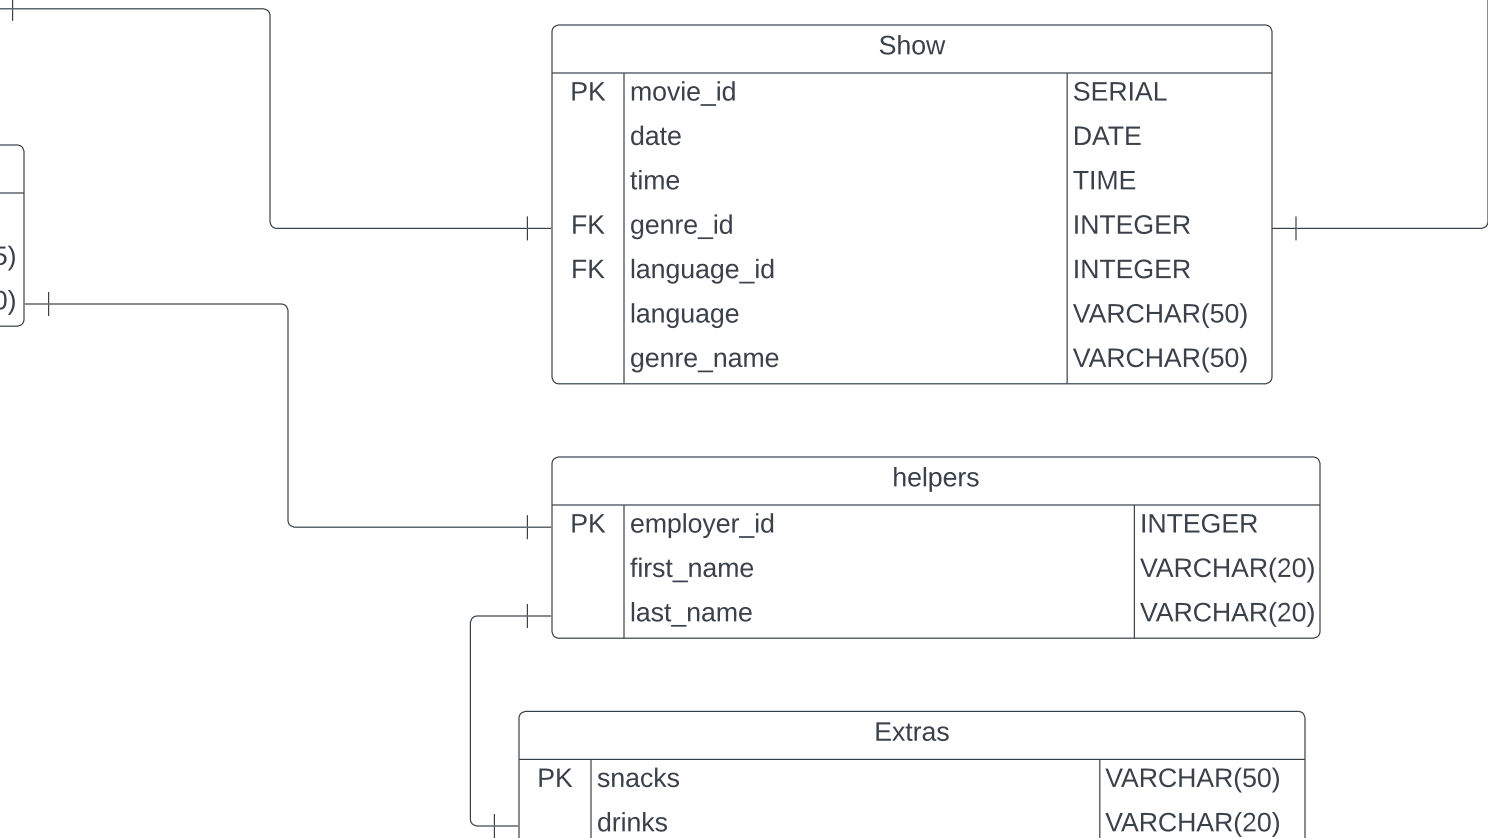 Show
PK movie_id SERIAL
date DATE
time TIME
FK genre_id INTEGER
FK language_id INTEGER
language VARCHAR(50)
genre_name VARCHAR(50)
5)
0)
helpers
PK employer_id INTEGER
first_name VARCHAR(20)
last_name VARCHAR(20)
Extras
PK snacks VARCHAR(50)
drinks VARCHAR(20)